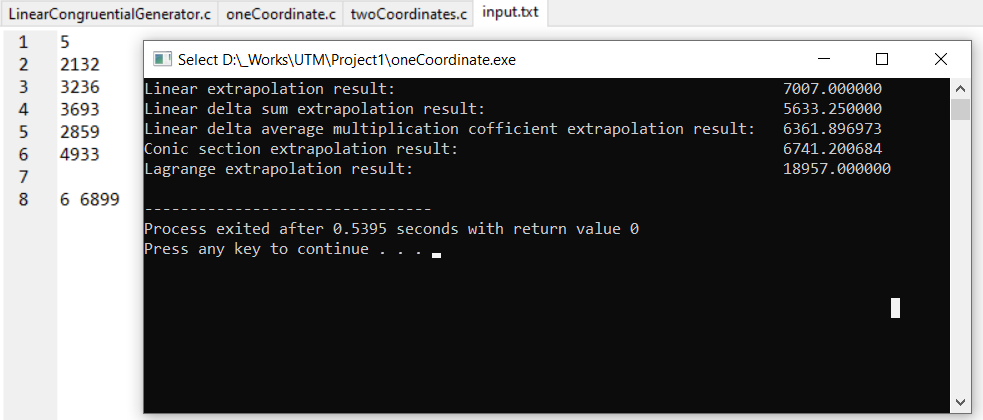 LinearCongruentialGenerator.c oneCoordinate.c twoCoordinates.c input.txt
1 5
2 2132
3 3236
4 3693
5 2859
6 4933
7
8 6 6899
Select D:\_Works\UTM\Project1\oneCoordinate.exe
Linear extrapolation result: 7007.000000
Linear delta sum extrapolation result: 5633.250000
Linear delta average multiplication cofficient extrapolation result: 6361.896973
Conic section extrapolation result: 6741.200684
Lagrange extrapolation result: 18957.000000
--------------------------------
Process exited after 0.5395 seconds with return value 0
Press any key to continue . . .